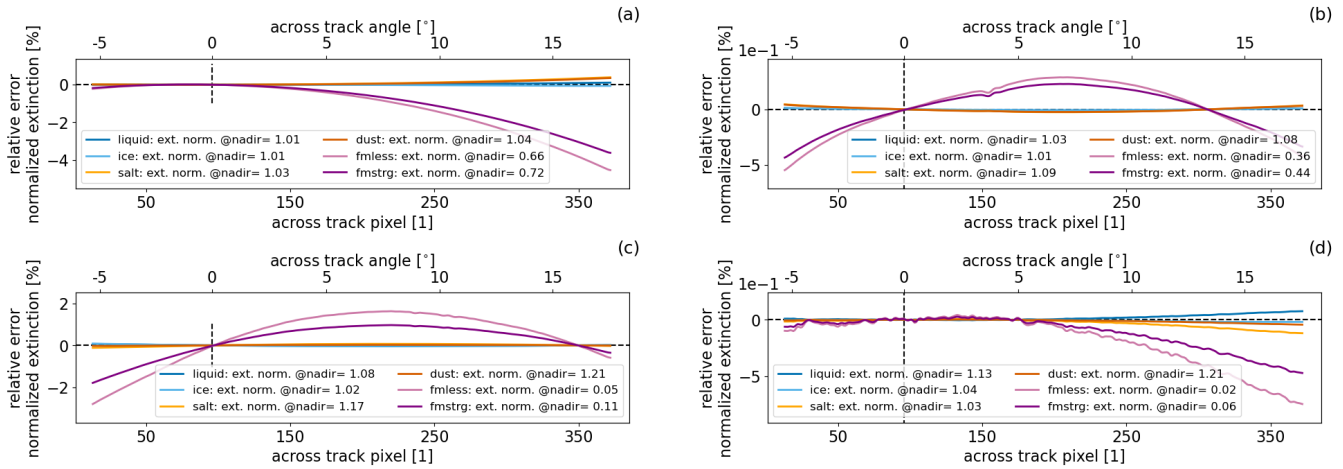 (a)
across track angle [°]
-5 0 5 10 15
relative error
normalized extinction [%]
0
−2
−4
liquid: ext. norm. @nadir= 1.01
ice: ext. norm. @nadir= 1.01
salt: ext. norm. @nadir= 1.03
dust: ext. norm. @nadir= 1.04
fmless: ext. norm. @nadir= 0.66
fmstrg: ext. norm. @nadir= 0.72
50 150 250 350
across track pixel [1]
(b)
across track angle [°]
-5 0 5 10 15
1e−1
relative error
normalized extinction [%]
0
−5
liquid: ext. norm. @nadir= 1.03
ice: ext. norm. @nadir= 1.01
salt: ext. norm. @nadir= 1.09
dust: ext. norm. @nadir= 1.08
fmless: ext. norm. @nadir= 0.36
fmstrg: ext. norm. @nadir= 0.44
50 150 250 350
across track pixel [1]
(c)
across track angle [°]
-5 0 5 10 15
relative error
normalized extinction [%]
2
0
−2
liquid: ext. norm. @nadir= 1.08
ice: ext. norm. @nadir= 1.02
salt: ext. norm. @nadir= 1.17
dust: ext. norm. @nadir= 1.21
fmless: ext. norm. @nadir= 0.05
fmstrg: ext. norm. @nadir= 0.11
50 150 250 350
across track pixel [1]
(d)
across track angle [°]
-5 0 5 10 15
1e−1
relative error
normalized extinction [%]
0
−5
liquid: ext. norm. @nadir= 1.13
ice: ext. norm. @nadir= 1.04
salt: ext. norm. @nadir= 1.03
dust: ext. norm. @nadir= 1.21
fmless: ext. norm. @nadir= 0.02
fmstrg: ext. norm. @nadir= 0.06
50 150 250 350
across track pixel [1]